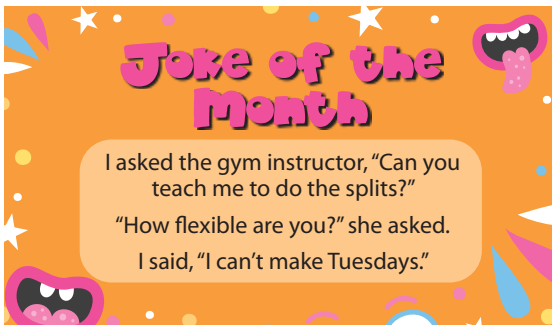 Joke of the
Month
I asked the gym instructor, “Can you
teach me to do the splits?”
“How flexible are you?” she asked.
I said, “I can’t make Tuesdays.”